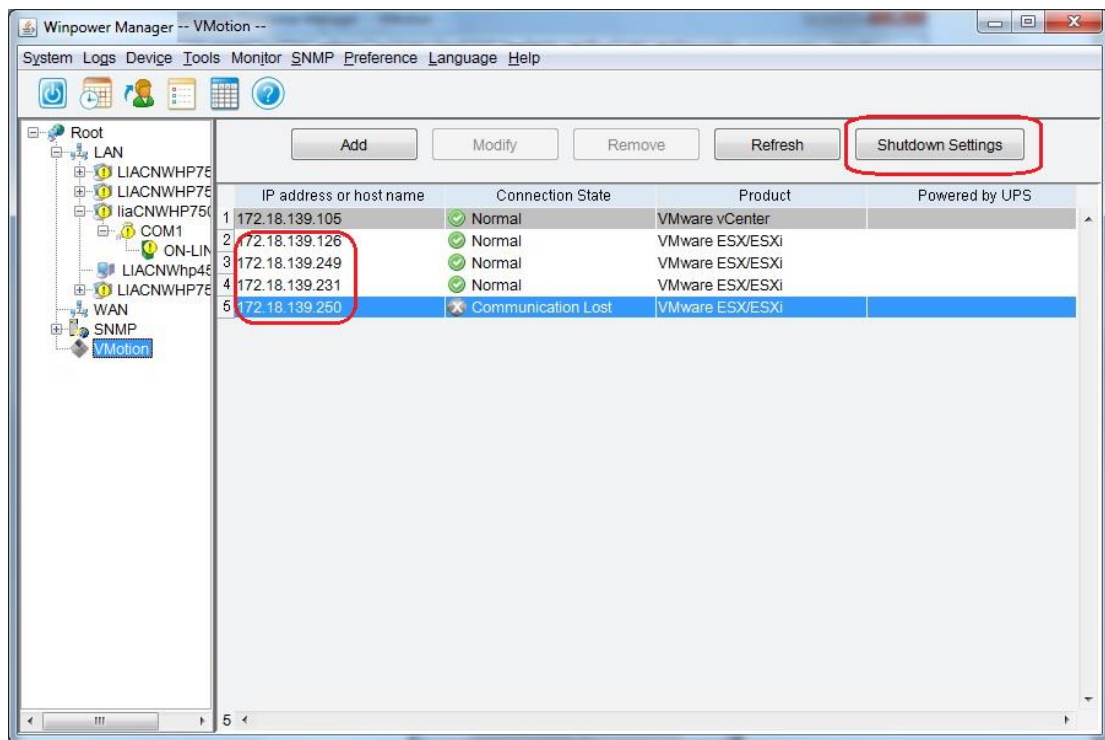 Winpower Manager -- VMotion --
System Logs Device Tools Monitor SNMP Preference Language Help
Add Modify Remove Refresh Shutdown Settings
Root
LAN
LIACNWHP75
LIACNWHP75
liaCNWHP750
COM1
ON-LIN
LIACNWhp45
LIACNWHP75
WAN
SNMP
VMotion
IP address or host name Connection State Product Powered by UPS
1 172.18.139.105 Normal VMware vCenter
2 172.18.139.126 Normal VMware ESX/ESXi
3 172.18.139.249 Normal VMware ESX/ESXi
4 172.18.139.231 Normal VMware ESX/ESXi
5 172.18.139.250 Communication Lost VMware ESX/ESXi
5